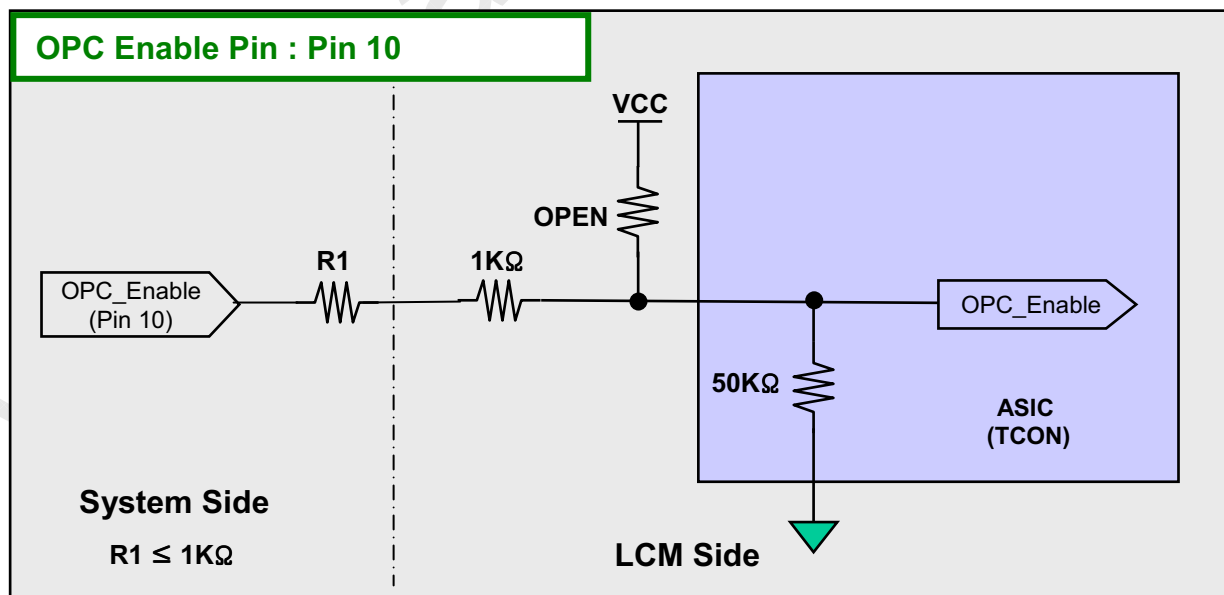 OPC Enable Pin : Pin 10
VCC
OPEN
R1
1KΩ
OPC_Enable
(Pin 10)
OPC_Enable
50KΩ
ASIC
(TCON)
System Side
R1 ≤ 1KΩ
LCM Side